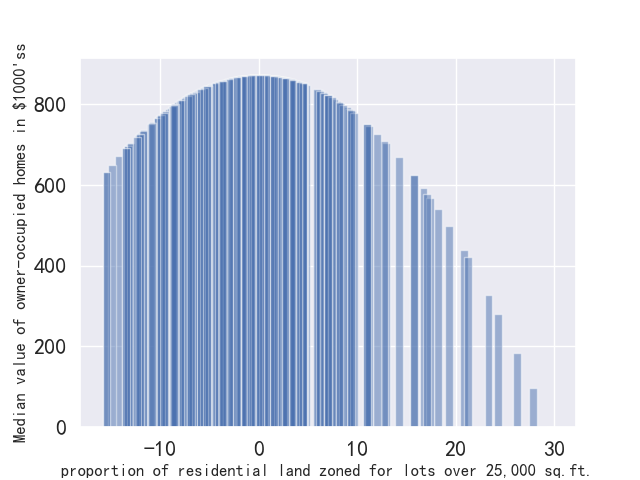 Median value of owner-occupied homes in $1000'ss
800
600
400
200
0
−10 0 10 20 30
proportion of residential land zoned for lots over 25,000 sq.ft.